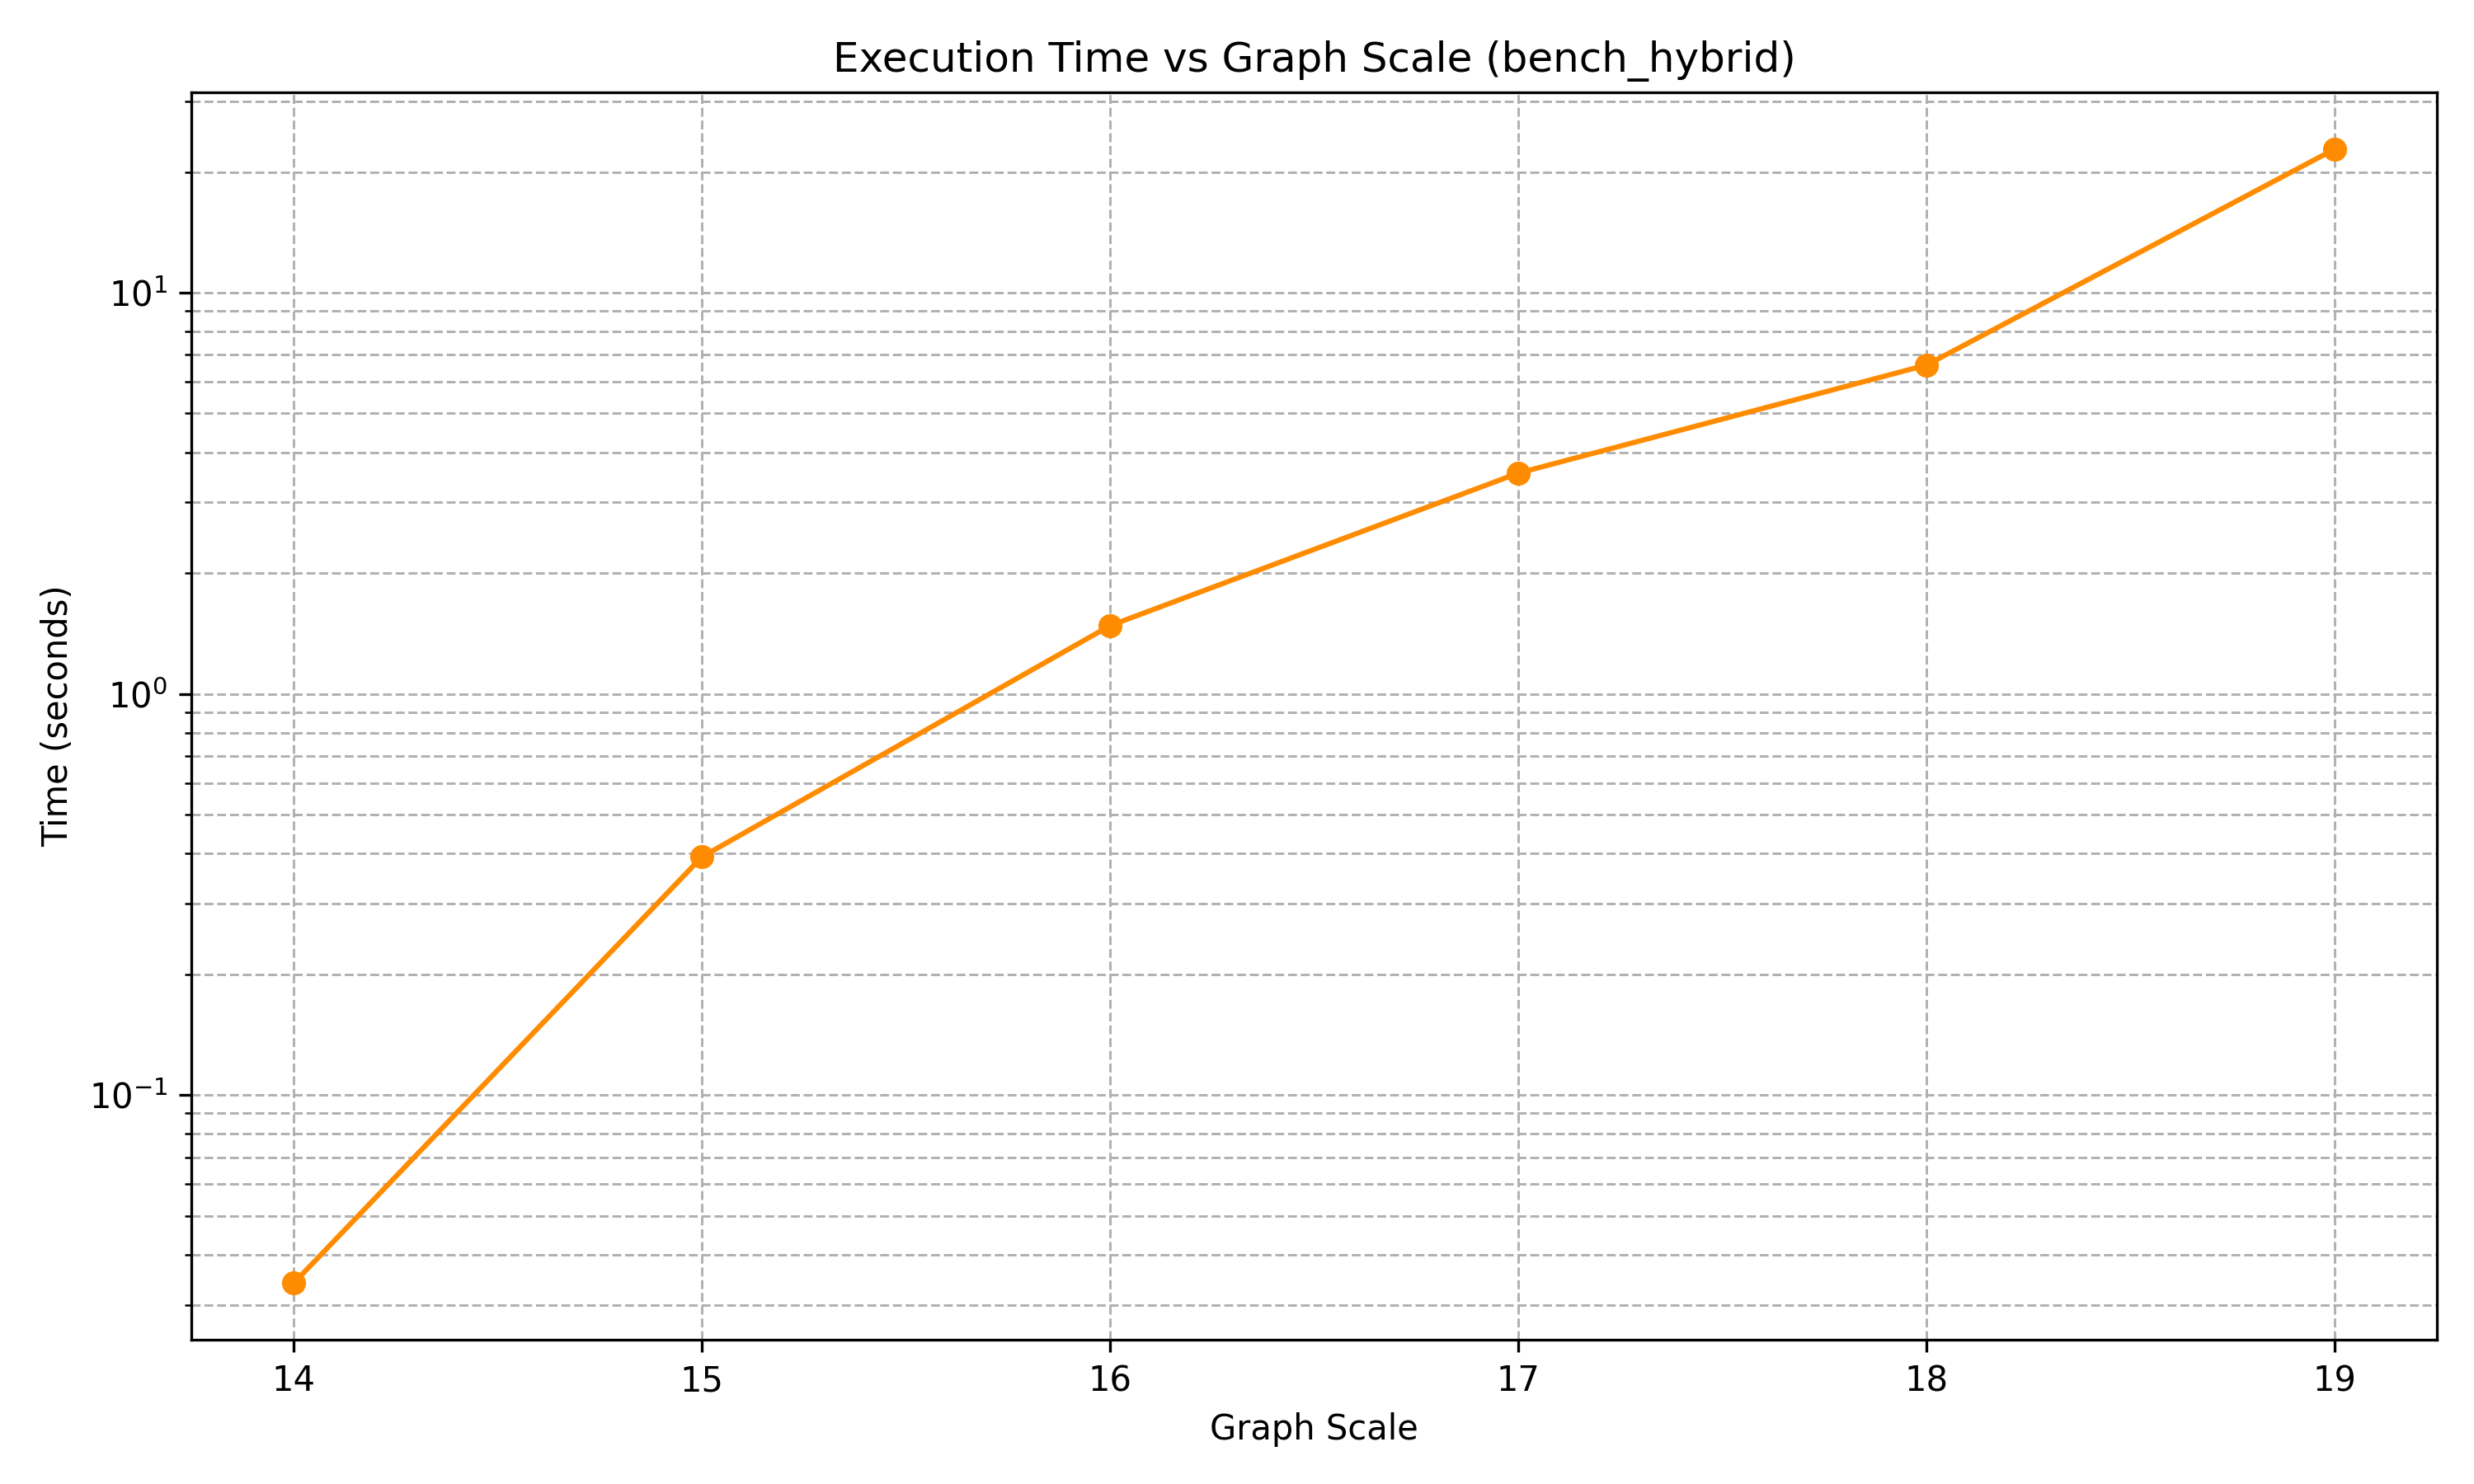 Execution Time vs Graph Scale (bench_hybrid)
Time (seconds)
10¹
10⁰
10⁻¹
14 15 16 17 18 19
Graph Scale